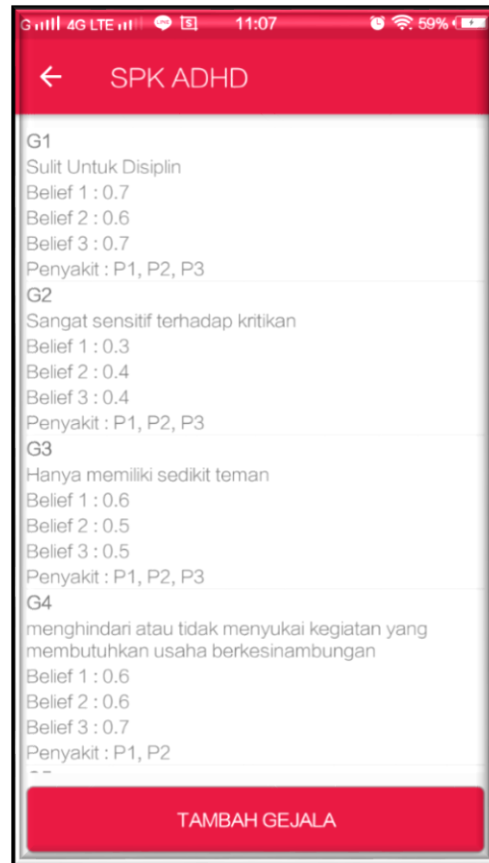 G 4G LTE 11:07 59%
SPK ADHD
G1
Sulit Untuk Disiplin
Belief 1 : 0.7
Belief 2 : 0.6
Belief 3 : 0.7
Penyakit : P1, P2, P3
G2
Sangat sensitif terhadap kritikan
Belief 1 : 0.3
Belief 2 : 0.4
Belief 3 : 0.4
Penyakit : P1, P2, P3
G3
Hanya memiliki sedikit teman
Belief 1 : 0.6
Belief 2 : 0.5
Belief 3 : 0.5
Penyakit : P1, P2, P3
G4
menghindari atau tidak menyukai kegiatan yang
membutuhkan usaha berkesinambungan
Belief 1 : 0.6
Belief 2 : 0.6
Belief 3 : 0.7
Penyakit : P1, P2
TAMBAH GEJALA